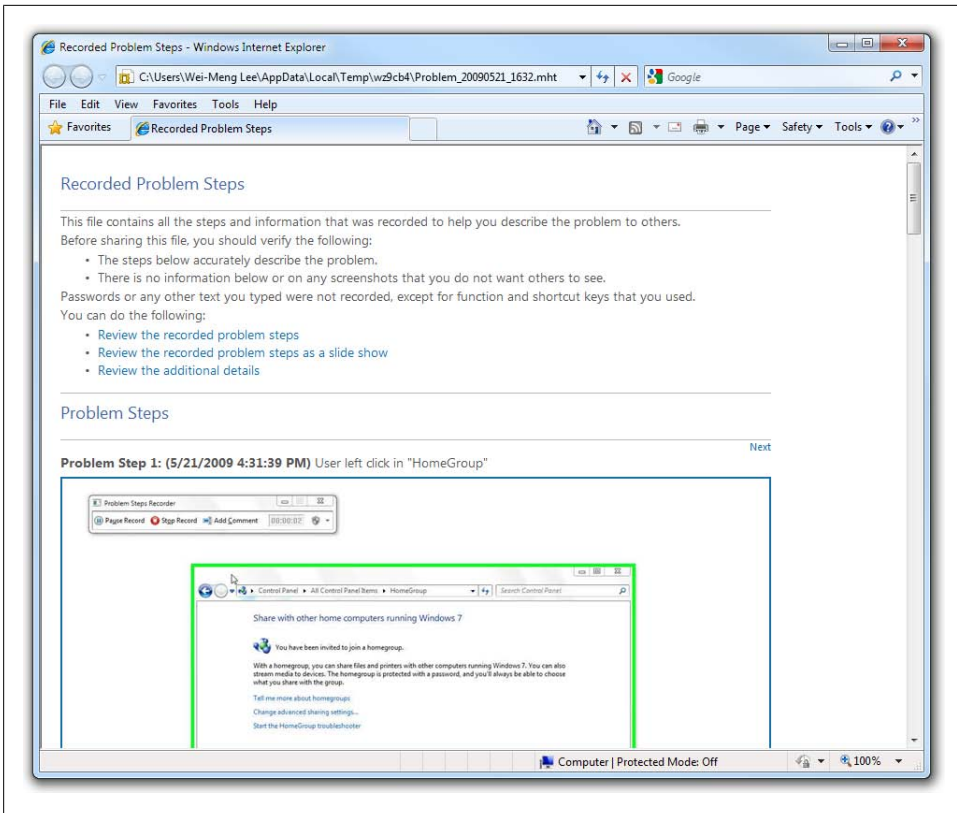 Recorded Problem Steps - Windows Internet Explorer
C:\Users\Wei-Meng Lee\AppData\Local\Temp\wz9cb4\Problem_20090521_1632.mht
Google
File Edit View Favorites Tools Help
Favorites Recorded Problem Steps Page Safety Tools
Recorded Problem Steps
This file contains all the steps and information that was recorded to help you describe the problem to others.
Before sharing this file, you should verify the following:
• The steps below accurately describe the problem.
• There is no information below or on any screenshots that you do not want others to see.
Passwords or any other text you typed were not recorded, except for function and shortcut keys that you used.
You can do the following:
• Review the recorded problem steps
• Review the recorded problem steps as a slide show
• Review the additional details
Problem Steps
Next
Problem Step 1: (5/21/2009 4:31:39 PM) User left click in "HomeGroup"
Problem Steps Recorder
Pause Record Stop Record Add Comment 00:00:02
Control Panel All Control Panel Items HomeGroup Search Control Panel
Share with other home computers running Windows 7
You have been invited to join a homegroup.
With a homegroup, you can share files and printers with other computers running Windows 7. You can also
stream media to devices. The homegroup is protected with a password, and you'll always be able to choose
what you share with the group.
Tell me more about homegroups
Change advanced sharing settings...
Start the HomeGroup troubleshooter
Computer | Protected Mode: Off 100%